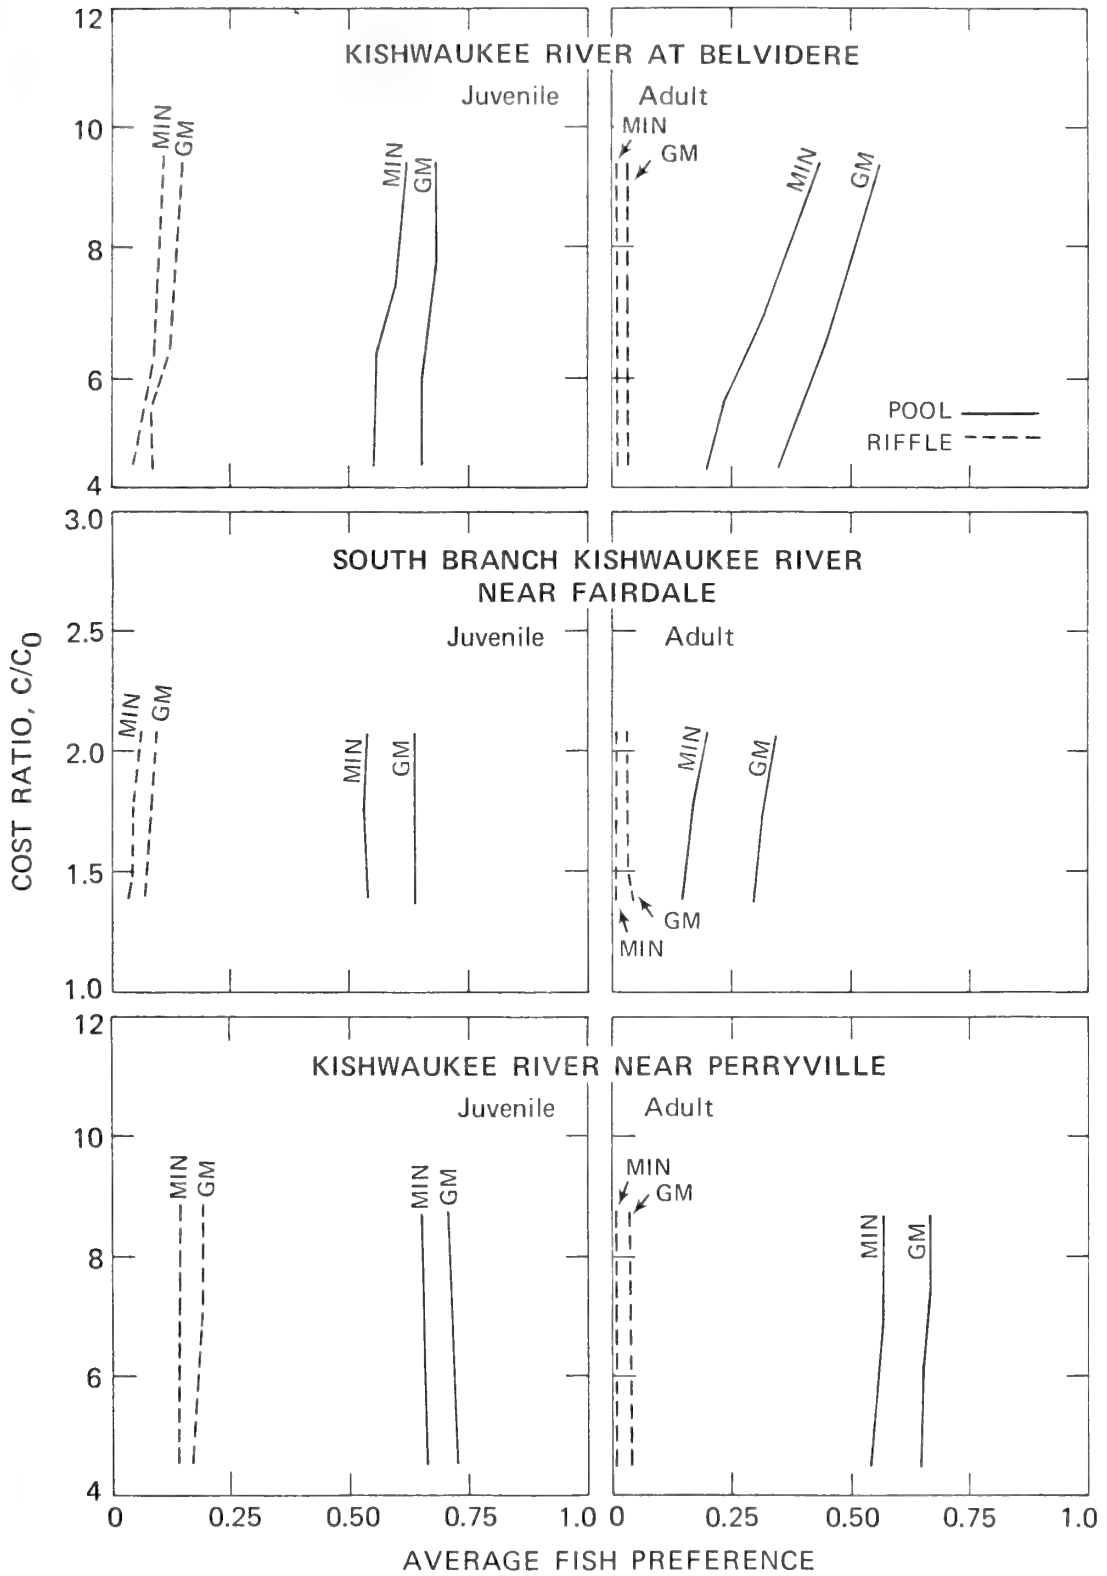 12
KISHWAUKEE RIVER AT BELVIDERE
Juvenile
Adult
MIN
GM
MIN
GM
MIN
GM
MIN
GM
10
8
6
4
POOL
RIFFLE
3.0
SOUTH BRANCH KISHWAUKEE RIVER
NEAR FAIRDALE
Juvenile
Adult
2.5
MIN
GM
MIN
GM
MIN
GM
2.0
1.5
GM
MIN
1.0
COST RATIO, C/C0
12
KISHWAUKEE RIVER NEAR PERRYVILLE
Juvenile
Adult
10
MIN
GM
MIN
GM
MIN
GM
MIN
GM
8
6
4
0 0.25 0.50 0.75 1.0 0 0.25 0.50 0.75 1.0
AVERAGE FISH PREFERENCE